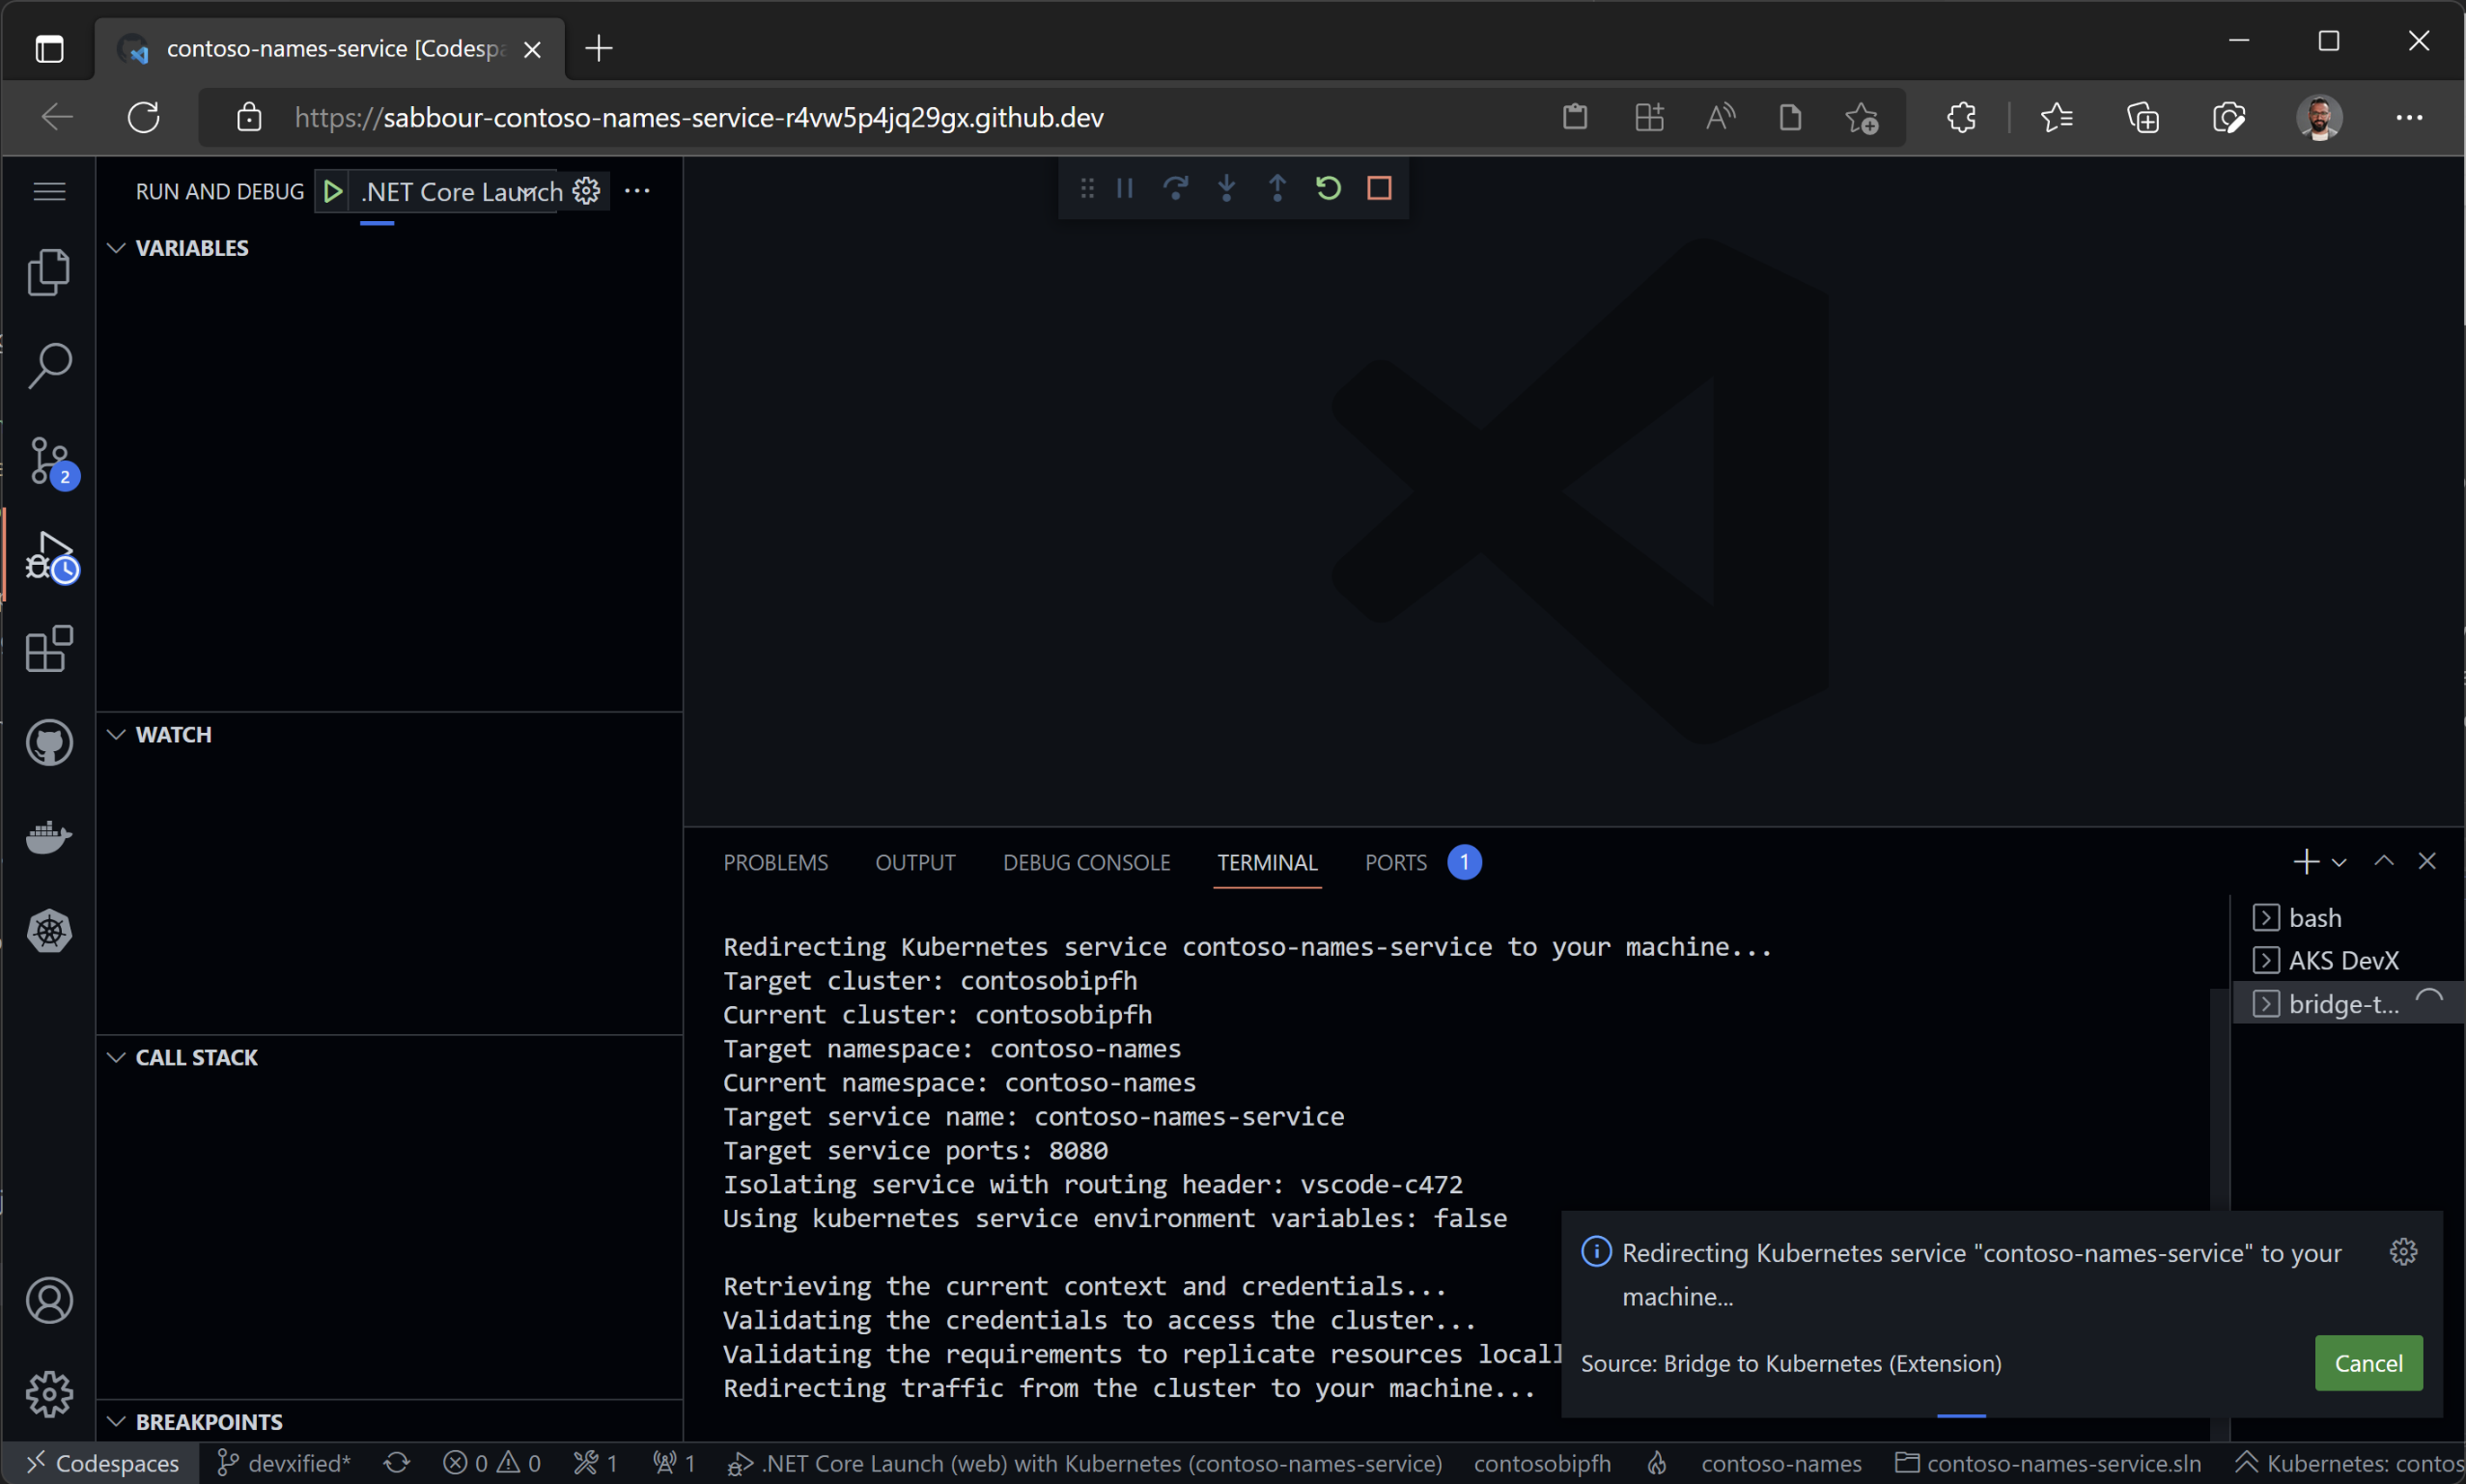 contoso-names-service [Codespa
https://sabbour-contoso-names-service-r4vw5p4jq29gx.github.dev
RUN AND DEBUG
.NET Core Launch
VARIABLES
2
WATCH
CALL STACK
BREAKPOINTS
PROBLEMS
OUTPUT
DEBUG CONSOLE
TERMINAL
PORTS
1
Redirecting Kubernetes service contoso-names-service to your machine...
Target cluster: contosobipfh
Current cluster: contosobipfh
Target namespace: contoso-names
Current namespace: contoso-names
Target service name: contoso-names-service
Target service ports: 8080
Isolating service with routing header: vscode-c472
Using kubernetes service environment variables: false
Retrieving the current context and credentials...
Validating the credentials to access the cluster...
Validating the requirements to replicate resources locall
Redirecting traffic from the cluster to your machine...
bash
AKS DevX
bridge-t...
Redirecting Kubernetes service "contoso-names-service" to your
machine...
Source: Bridge to Kubernetes (Extension)
Cancel
Codespaces
devxified*
0
0
1
1
.NET Core Launch (web) with Kubernetes (contoso-names-service)
contosobipfh
contoso-names
contoso-names-service.sln
Kubernetes: contos